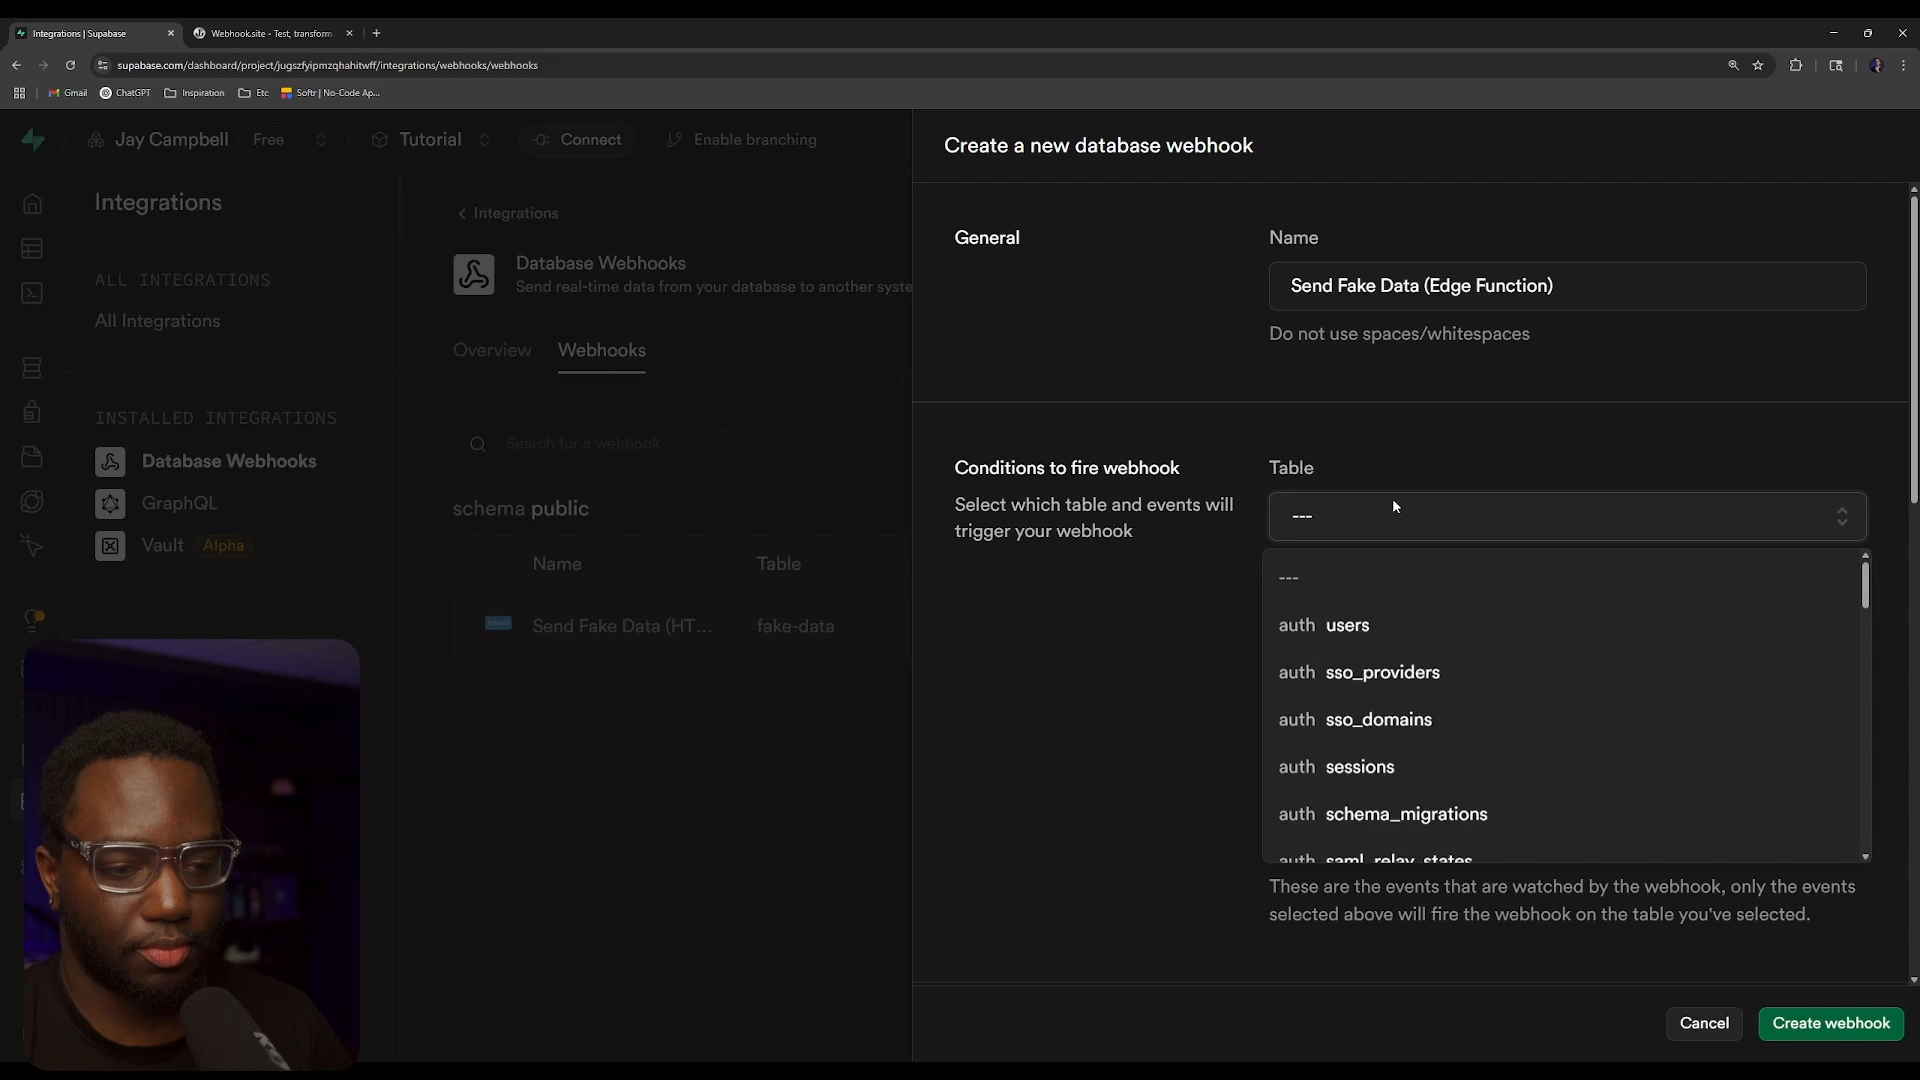 Integrations | Supabase
Webhook.site - Test, transform
supabase.com/dashboard/project/jugszfyipmzqhahitwff/integrations/webhooks/webhooks
Gmail
ChatGPT
Inspiration
Etc
Softr | No-Code Ap...
Jay Campbell
Free
Tutorial
Connect
Enable branching
Integrations
ALL INTEGRATIONS
All Integrations
INSTALLED INTEGRATIONS
Database Webhooks
GraphQL
Vault
Alpha
Integrations
Database Webhooks
Send real-time data from your database to another syste
Overview
Webhooks
Search for a webhook
schema public
Name
Table
Send Fake Data (HT...
fake-data
Create a new database webhook
General
Name
Send Fake Data (Edge Function)
Do not use spaces/whitespaces
Conditions to fire webhook
Select which table and events will
trigger your webhook
Table
---
---
auth users
auth sso_providers
auth sso_domains
auth sessions
auth schema_migrations
auth saml_relay_states
These are the events that are watched by the webhook, only the events
selected above will fire the webhook on the table you've selected.
Cancel
Create webhook